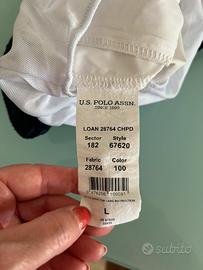 U.S. POLO ASSN.
SINCE 1890
LOAN 28764 CHPD
Sector Style
182 67620
Fabric Color
28764 100
L
subito